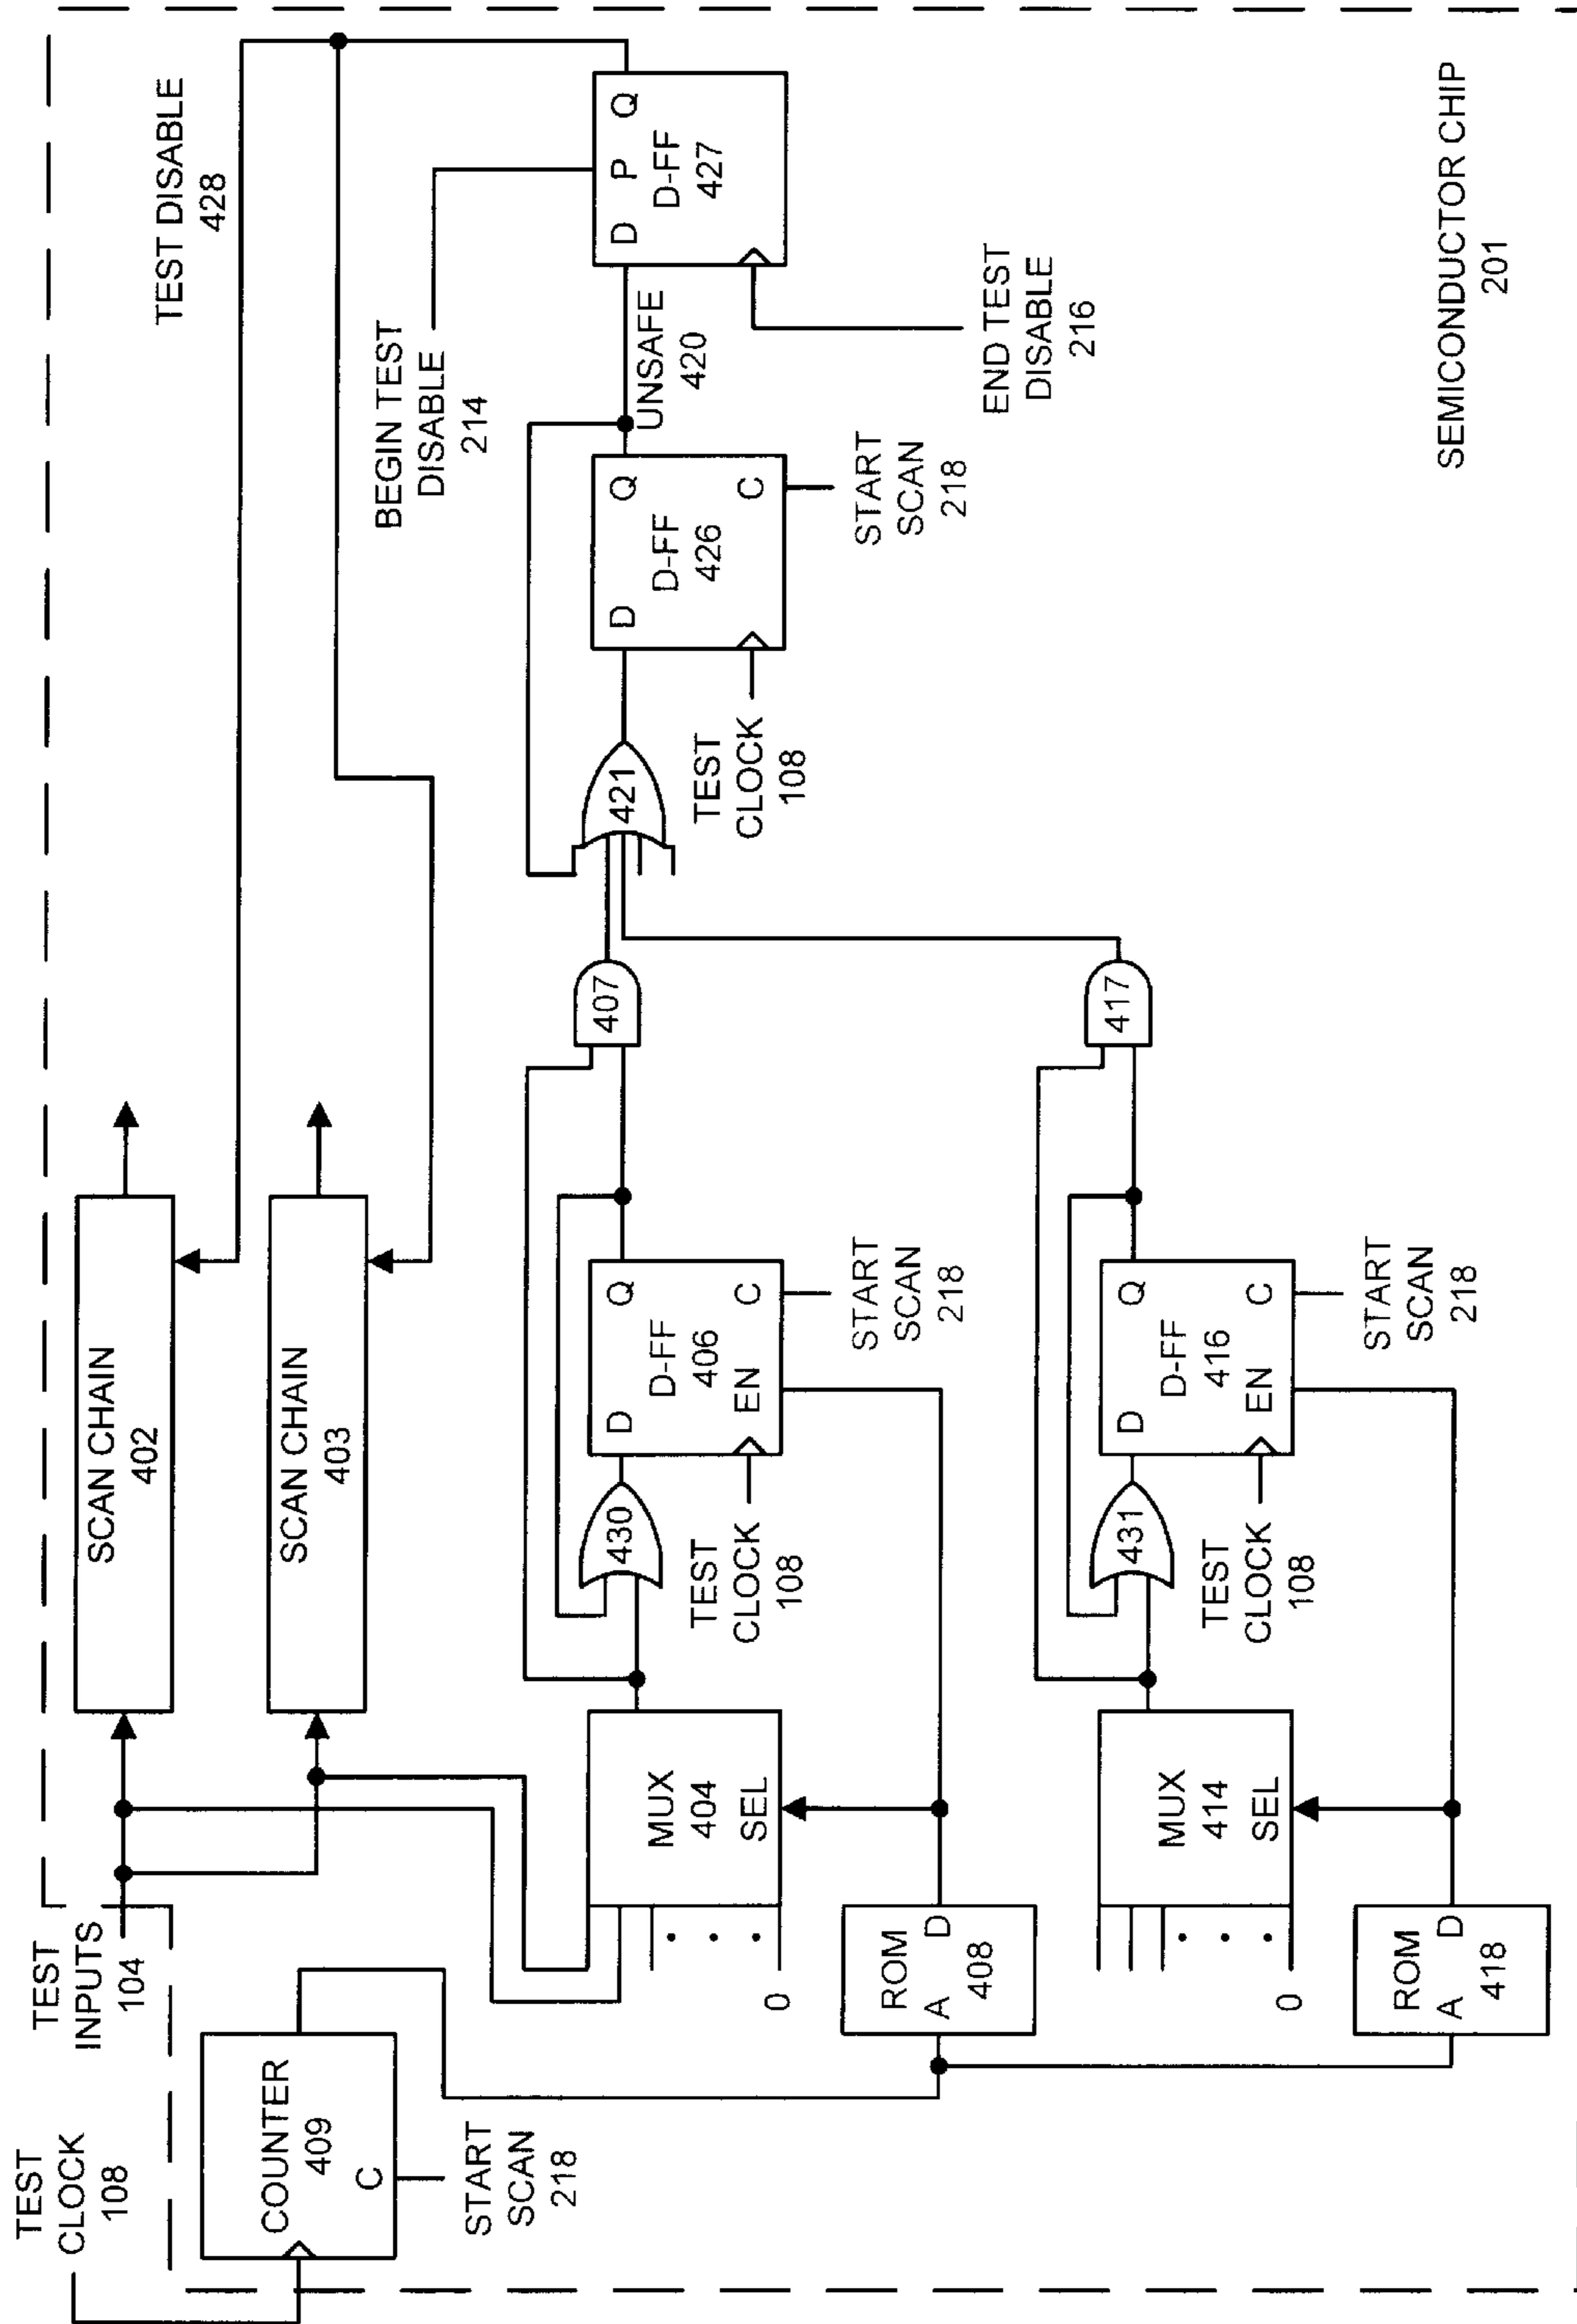 TEST
CLOCK
108
TEST
INPUTS
104
COUNTER
409
C
START
SCAN
218
SCAN CHAIN
402
SCAN CHAIN
403
TEST DISABLE
428
MUX
404
SEL
0
ROM
A D
408
430
TEST
CLOCK
108
D Q
D-FF
406
EN C
START
SCAN
218
407
MUX
414
SEL
0
ROM
A D
418
431
TEST
CLOCK
108
D Q
D-FF
416
EN C
START
SCAN
218
417
421
TEST
CLOCK
108
D Q
D-FF
426
C
START
SCAN
218
UNSAFE
420
BEGIN TEST
DISABLE
214
D P Q
D-FF
427
END TEST
DISABLE
216
SEMICONDUCTOR CHIP
201